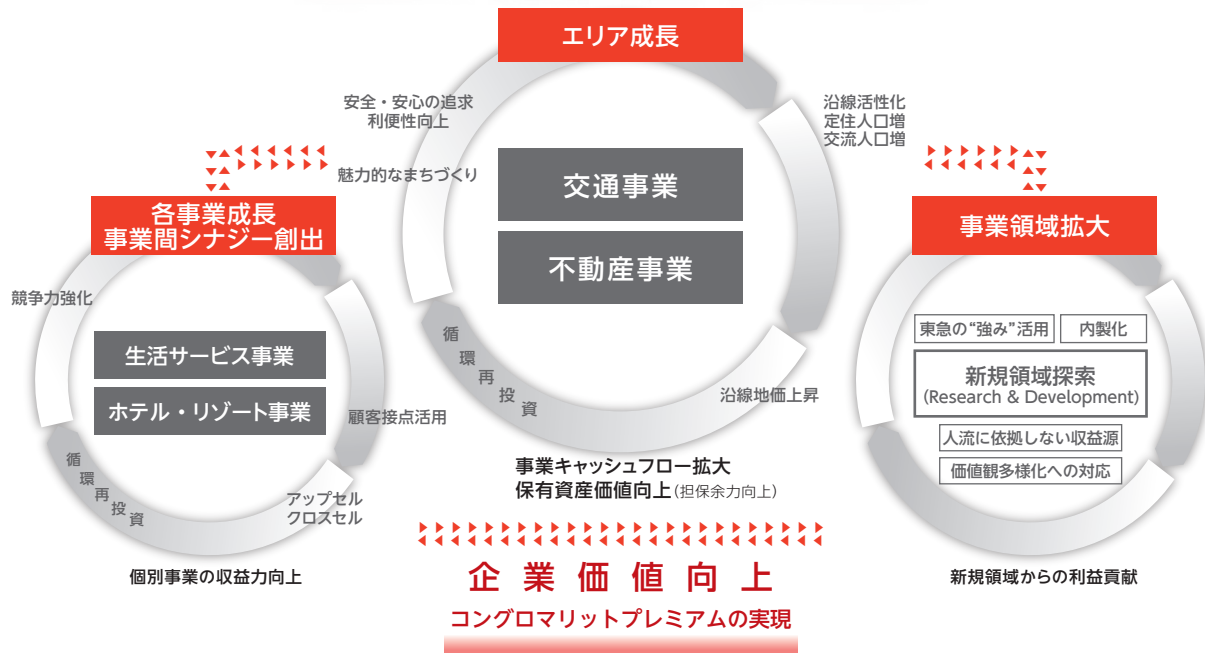 エリア成長
安全・安心の追求
利便性向上
魅力的なまちづくり
沿線活性化
定住人口増
交流人口増
交通事業
不動産事業
循環再投資
沿線地価上昇
事業キャッシュフロー拡大
保有資産価値向上(担保余力向上)
各事業成長
事業間シナジー創出
競争力強化
生活サービス事業
ホテル・リゾート事業
顧客接点活用
循環再投資
アップセル
クロスセル
個別事業の収益力向上
事業領域拡大
東急の“強み”活用
内製化
新規領域探索
(Research & Development)
人流に依拠しない収益源
価値観多様化への対応
新規領域からの利益貢献
企業価値向上
コングロマリットプレミアムの実現